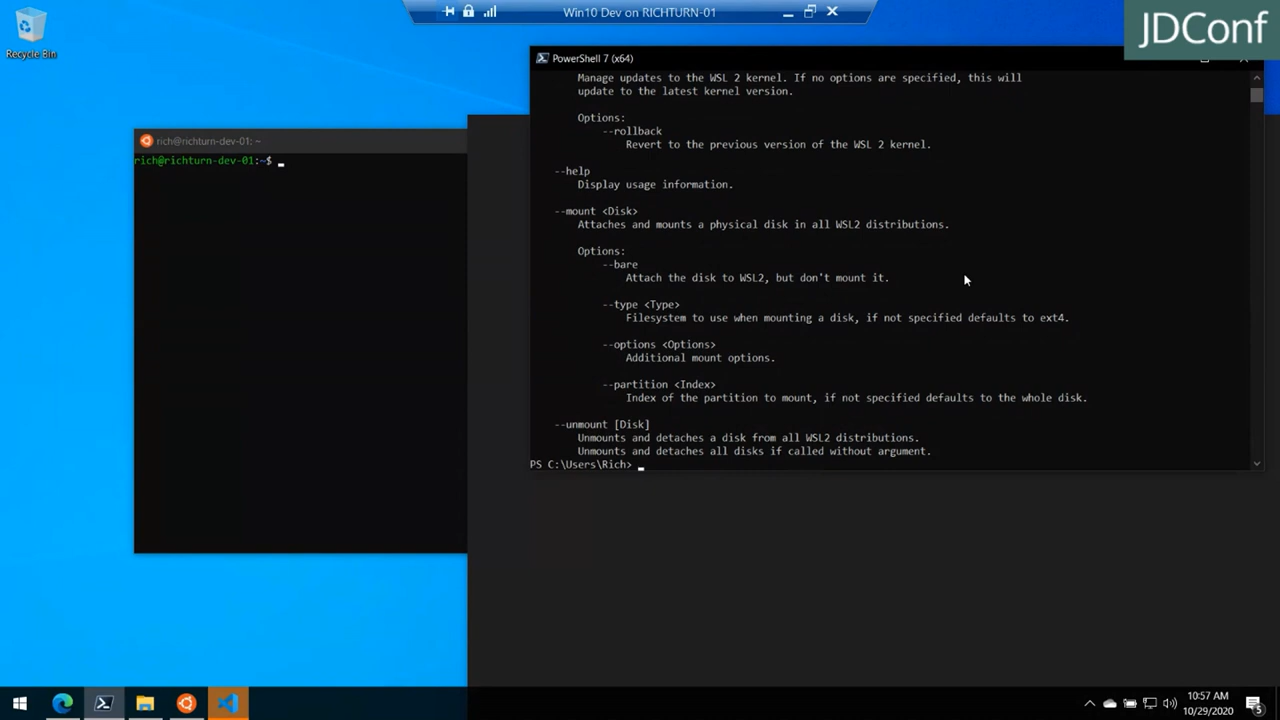 Win10 Dev on RICHTURN-01
JDConf
Recycle Bin
PowerShell 7 (x64)
Manage updates to the WSL 2 kernel. If no options are specified, this will
update to the latest kernel version.
Options:
--rollback
Revert to the previous version of the WSL 2 kernel.
--help
Display usage information.
--mount <Disk>
Attaches and mounts a physical disk in all WSL2 distributions.
Options:
--bare
Attach the disk to WSL2, but don't mount it.
--type <Type>
Filesystem to use when mounting a disk, if not specified defaults to ext4.
--options <Options>
Additional mount options.
--partition <Index>
Index of the partition to mount, if not specified defaults to the whole disk.
--unmount [Disk]
Unmounts and detaches a disk from all WSL2 distributions.
Unmounts and detaches all disks if called without argument.
PS C:\Users\Rich>
rich@richturn-dev-01: ~
rich@richturn-dev-01:~$
10:57 AM
10/29/2020
5